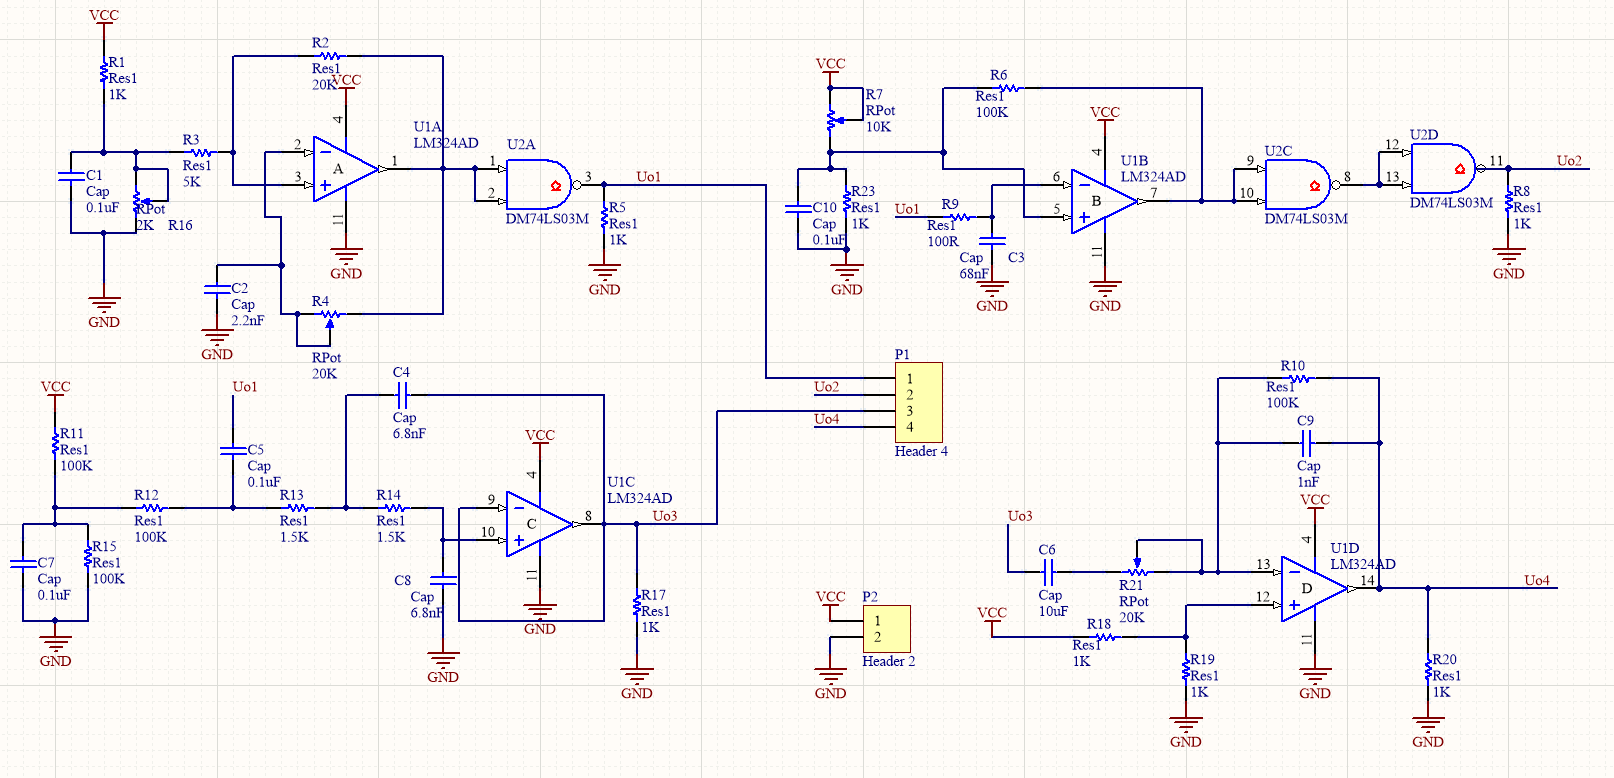 VCC
R1
Res1
1K
R2
Res1
20K
VCC
4
R3
Res1
5K
2
3
A
1
11
GND
U1A
LM324AD
U2A
1
2
3
DM74LS03M
Uo1
R5
Res1
1K
GND
C1
Cap
0.1uF
RPot
2K
R16
GND
C2
Cap
2.2nF
GND
R4
RPot
20K
VCC
R7
RPot
10K
R6
Res1
100K
VCC
4
U1B
LM324AD
C10
Cap
0.1uF
R23
Res1
1K
GND
Uo1
R9
Res1
100R
Cap
68nF
C3
GND
6
5
B
7
11
GND
U2C
9
10
8
DM74LS03M
U2D
12
13
11
DM74LS03M
Uo2
R8
Res1
1K
GND
VCC
R11
Res1
100K
Uo1
C5
Cap
0.1uF
C4
Cap
6.8nF
R12
Res1
100K
R13
Res1
1.5K
R14
Res1
1.5K
C7
Cap
0.1uF
R15
Res1
100K
GND
C8
Cap
6.8nF
GND
VCC
4
U1C
LM324AD
9
10
C
8
11
GND
Uo3
R17
Res1
1K
GND
P1
1
2
3
4
Uo2
Uo4
Header 4
VCC
P2
1
2
Header 2
GND
R10
Res1
100K
C9
Cap
1nF
VCC
4
U1D
LM324AD
Uo3
C6
Cap
10uF
R21
RPot
20K
13
12
D
14
11
GND
VCC
R18
Res1
1K
R19
Res1
1K
GND
Uo4
R20
Res1
1K
GND